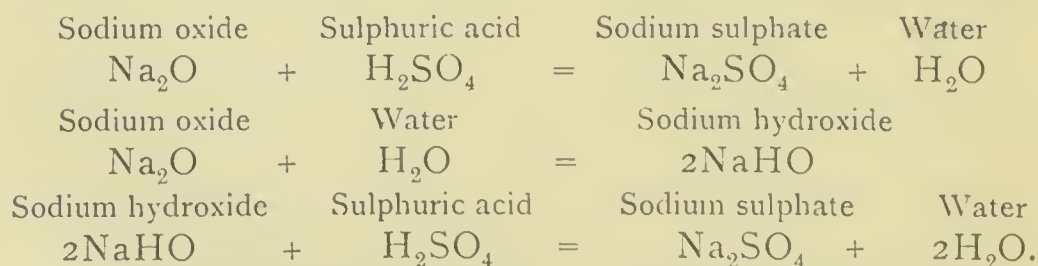 Sodium oxide Sulphuric acid Sodium sulphate Water
Na₂O + H₂SO₄ = Na₂SO₄ + H₂O
Sodium oxide Water Sodium hydroxide
Na₂O + H₂O = 2NaHO
Sodium hydroxide Sulphuric acid Sodium sulphate Water
2NaHO + H₂SO₄ = Na₂SO₄ + 2H₂O.